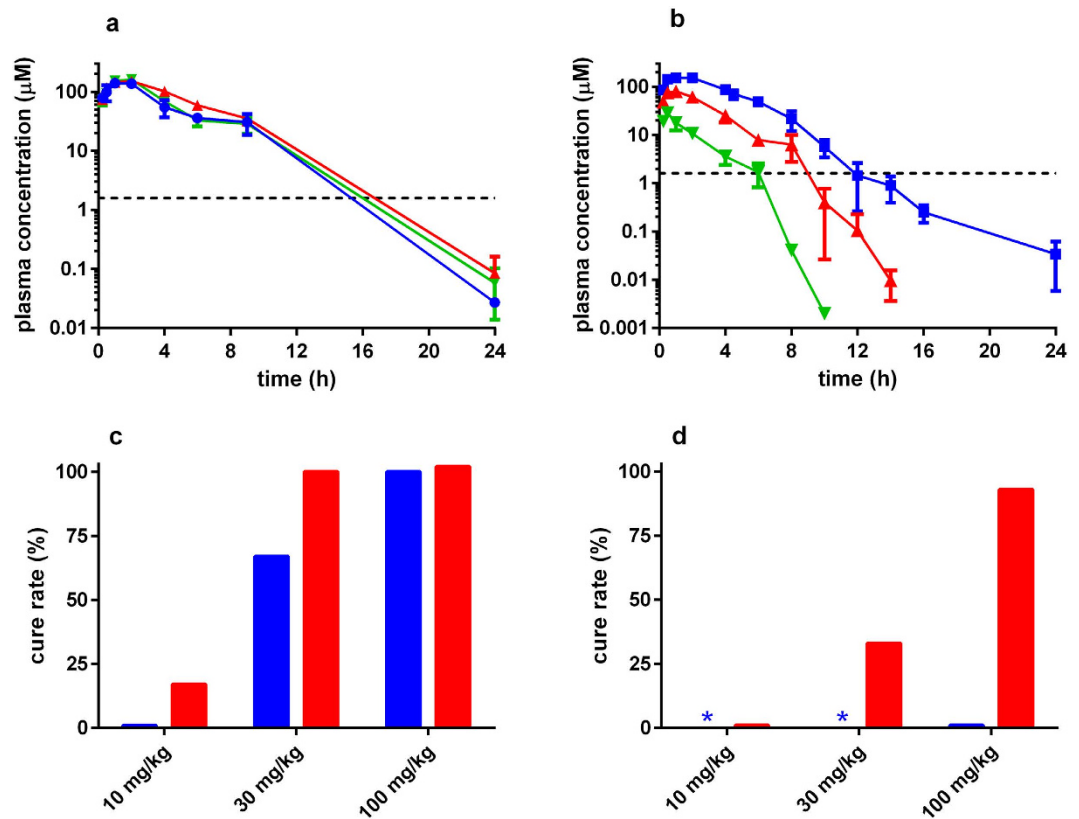 a
plasma concentration (µM)
100
10
1
0.1
0.01
0 4 8 12 16 20 24
time (h)
b
plasma concentration (µM)
100
10
1
0.1
0.01
0.001
0 4 8 12 16 20 24
time (h)
c
cure rate (%)
100
75
50
25
0
10 mg/kg
30 mg/kg
100 mg/kg
d
cure rate (%)
100
75
50
25
0
*
*
10 mg/kg
30 mg/kg
100 mg/kg